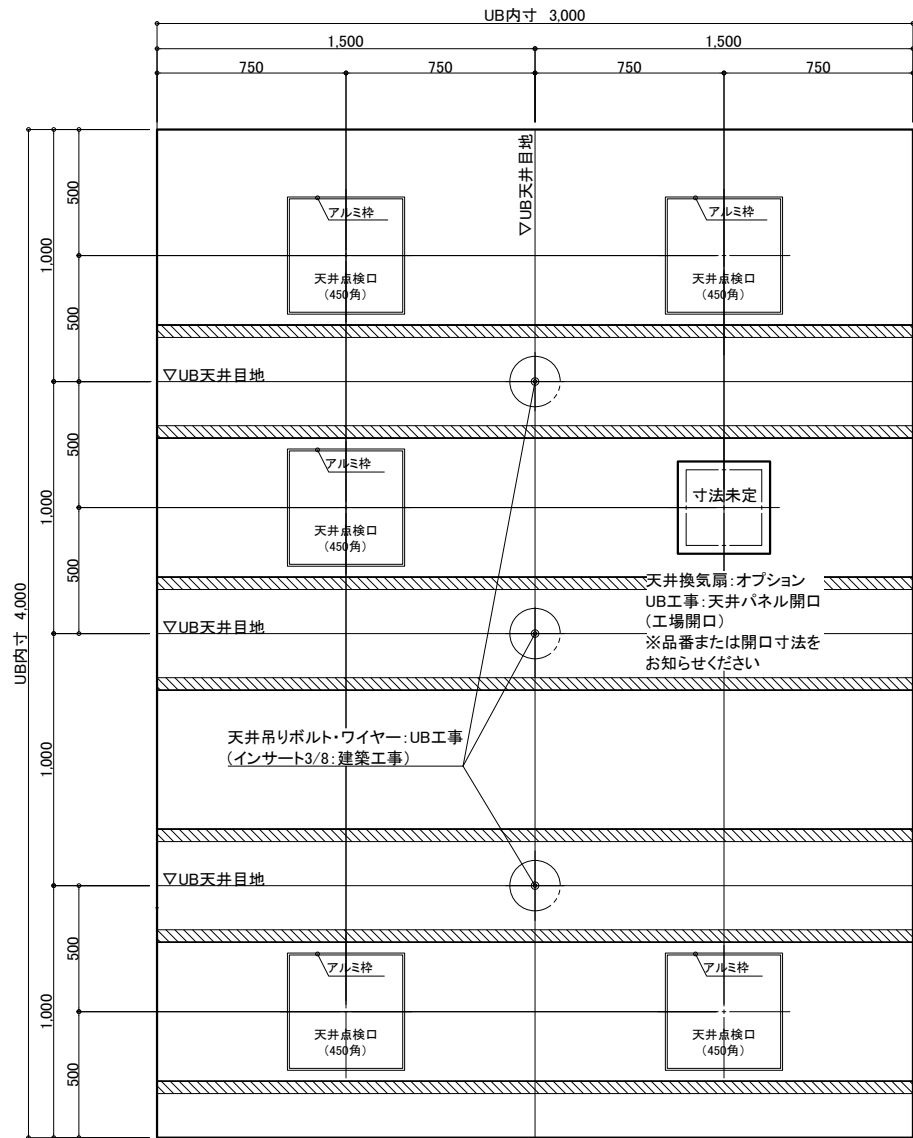 UB内寸 3,000
1,500
1,500
750
750
750
750
UB内寸 4,000
1,000
1,000
1,000
1,000
500
500
500
500
500
500
▽UB天井目地
アルミ枠
天井点検口
(450角)
アルミ枠
天井点検口
(450角)
▽UB天井目地
アルミ枠
天井点検口
(450角)
寸法未定
天井換気扇:オプション
UB工事:天井パネル開口
(工場開口)
※品番または開口寸法を
お知らせください
▽UB天井目地
天井吊りボルト・ワイヤー:UB工事
(インサート3/8:建築工事)
▽UB天井目地
アルミ枠
天井点検口
(450角)
アルミ枠
天井点検口
(450角)